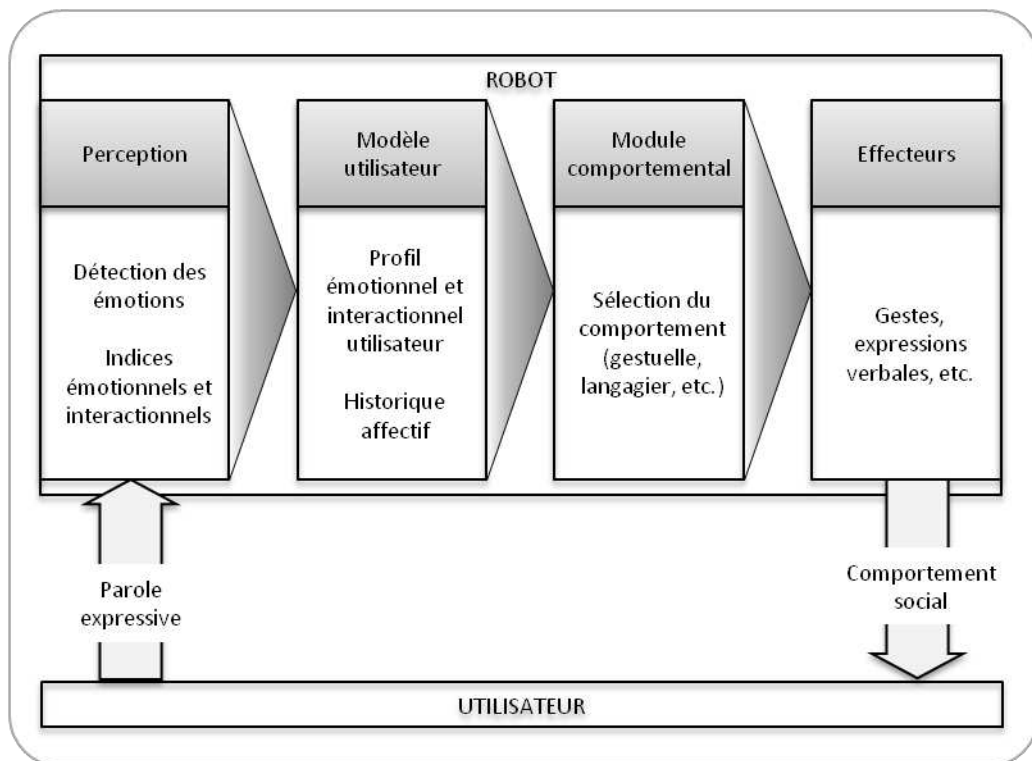 ROBOT
Perception
Détection des
émotions
Indices
émotionnels et
interactionnels
Modèle
utilisateur
Profil
émotionnel et
interactionnel
utilisateur
Historique
affectif
Module
comportemental
Sélection du
comportement
(gestuelle,
langagier, etc.)
Effecteurs
Gestes,
expressions
verbales, etc.
Parole
expressive
Comportement
social
UTILISATEUR